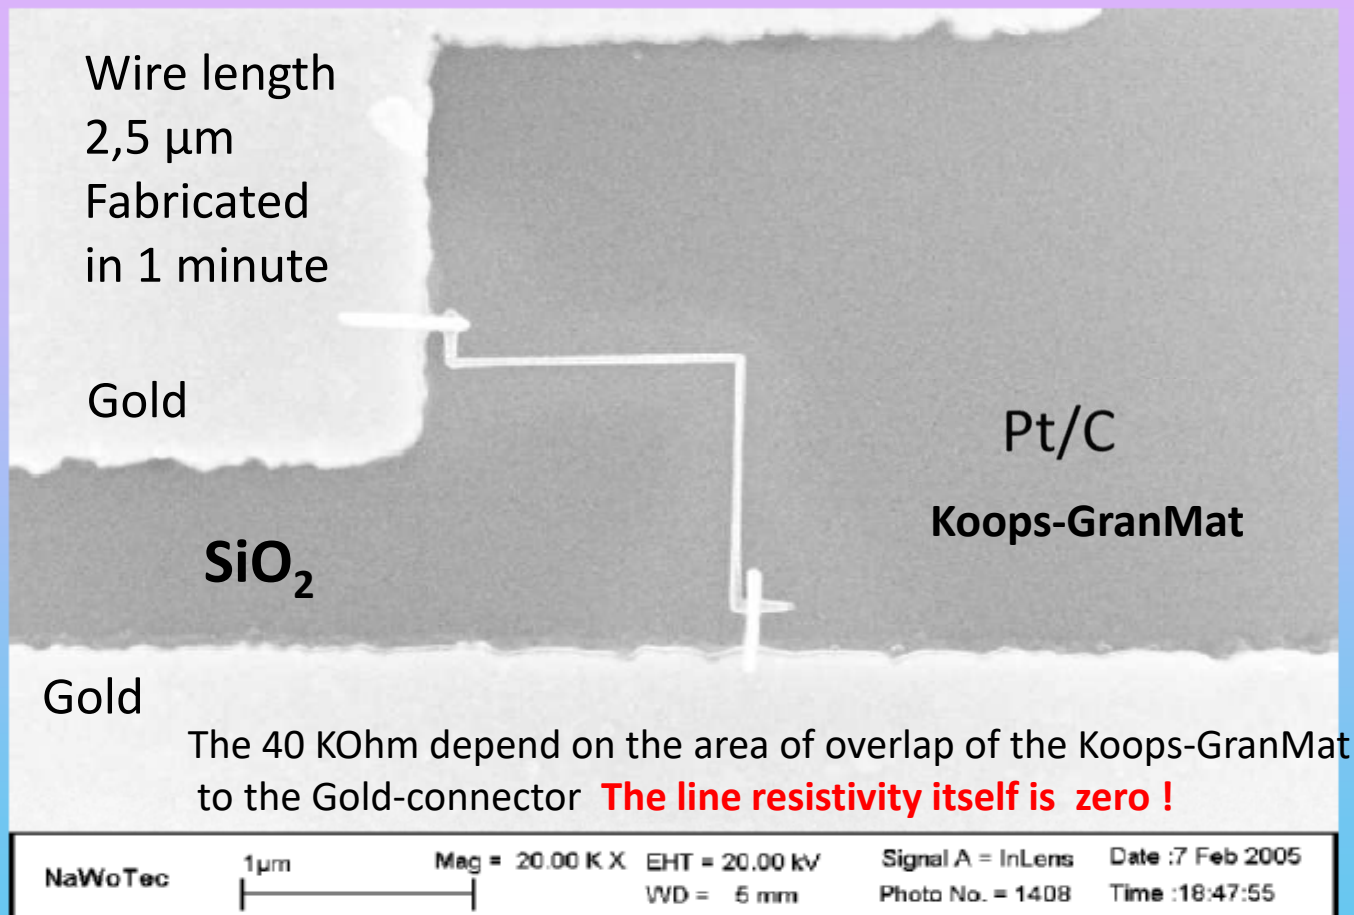 Wire length
2,5 µm
Fabricated
in 1 minute
Gold
Pt/C
Koops-GranMat
SiO₂
Gold
The 40 KOhm depend on the area of overlap of the Koops-GranMat
to the Gold-connector The line resistivity itself is zero !
NaWoTec
1µm
Mag = 20.00 K X
EHT = 20.00 kV
WD = 5 mm
Signal A = InLens
Photo No. = 1408
Date :7 Feb 2005
Time :18:47:55